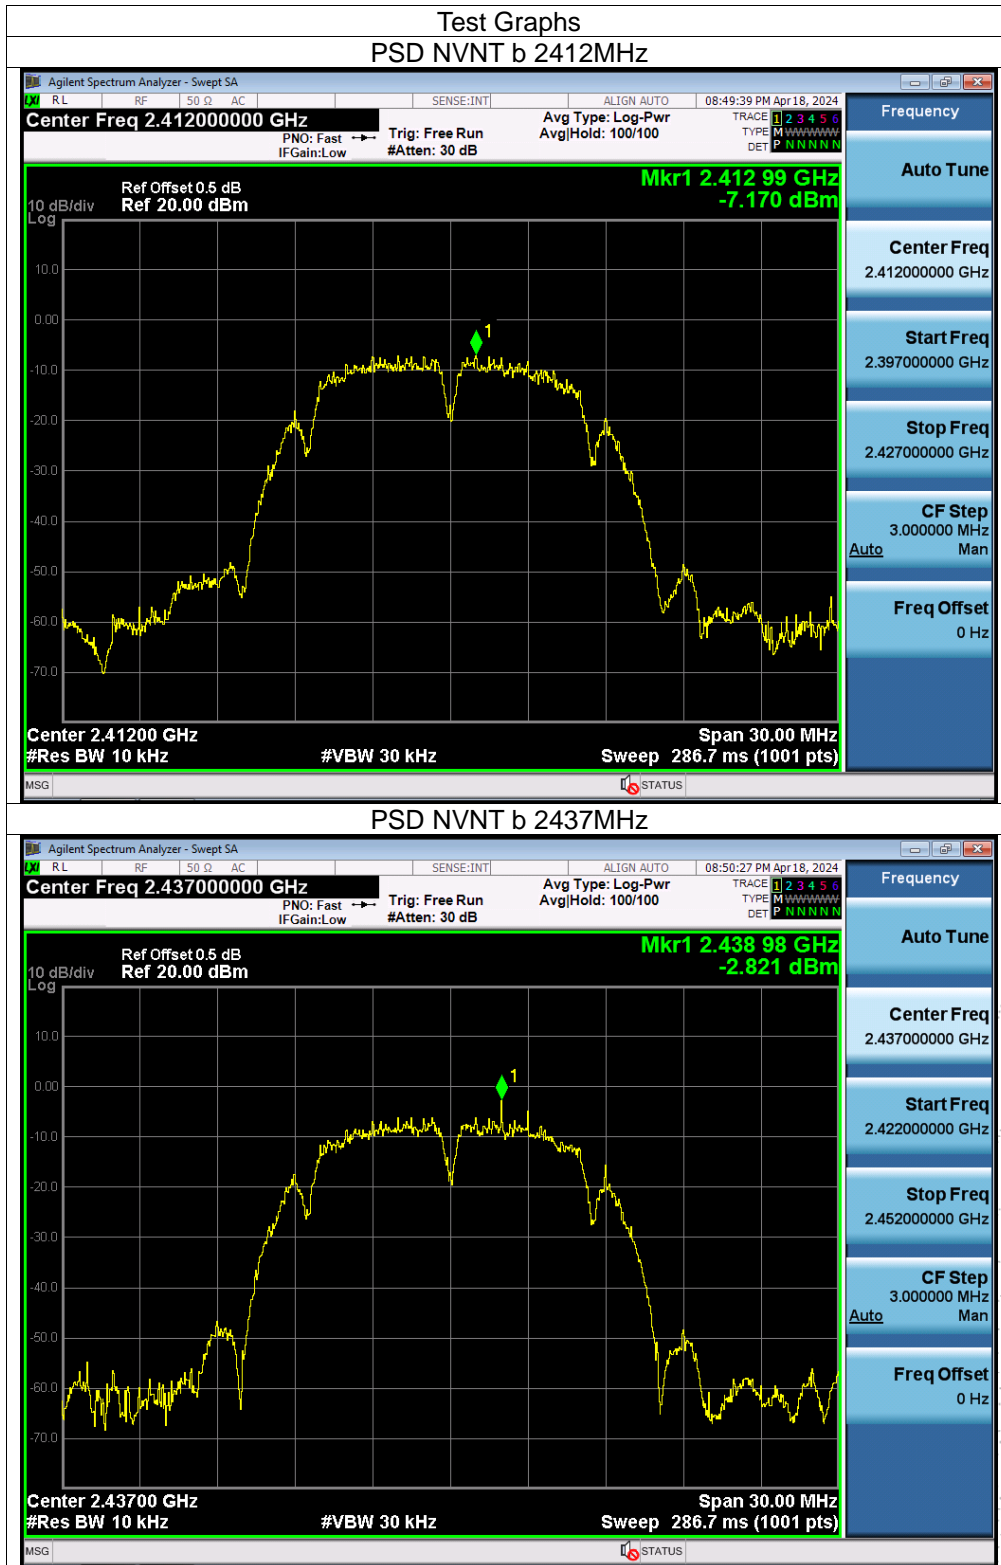 Test Graphs
PSD NVNT b 2412MHz
Agilent Spectrum Analyzer - Swept SA
LXI RL RF 50 Ω AC SENSE:INT ALIGN AUTO 08:49:39 PM Apr 18, 2024
Center Freq 2.412000000 GHz Avg Type: Log-Pwr TRACE 1 2 3 4 5 6
PNO: Fast Trig: Free Run Avg|Hold: 100/100 TYPE M WWWWW
IFGain:Low #Atten: 30 dB DET P N N N N N
Frequency
Mkr1 2.412 99 GHz
-7.170 dBm
Ref Offset 0.5 dB
10 dB/div Ref 20.00 dBm
Log
10.0
0.00
-10.0
-20.0
-30.0
-40.0
-50.0
-60.0
-70.0
1
Center 2.41200 GHz Span 30.00 MHz
#Res BW 10 kHz #VBW 30 kHz Sweep 286.7 ms (1001 pts)
MSG STATUS
Auto Tune
Center Freq
2.412000000 GHz
Start Freq
2.397000000 GHz
Stop Freq
2.427000000 GHz
CF Step
3.000000 MHz
Auto Man
Freq Offset
0 Hz
PSD NVNT b 2437MHz
Agilent Spectrum Analyzer - Swept SA
LXI RL RF 50 Ω AC SENSE:INT ALIGN AUTO 08:50:27 PM Apr 18, 2024
Center Freq 2.437000000 GHz Avg Type: Log-Pwr TRACE 1 2 3 4 5 6
PNO: Fast Trig: Free Run Avg|Hold: 100/100 TYPE M WWWWW
IFGain:Low #Atten: 30 dB DET P N N N N N
Frequency
Mkr1 2.438 98 GHz
-2.821 dBm
Ref Offset 0.5 dB
10 dB/div Ref 20.00 dBm
Log
10.0
0.00
-10.0
-20.0
-30.0
-40.0
-50.0
-60.0
-70.0
1
Center 2.43700 GHz Span 30.00 MHz
#Res BW 10 kHz #VBW 30 kHz Sweep 286.7 ms (1001 pts)
MSG STATUS
Auto Tune
Center Freq
2.437000000 GHz
Start Freq
2.422000000 GHz
Stop Freq
2.452000000 GHz
CF Step
3.000000 MHz
Auto Man
Freq Offset
0 Hz